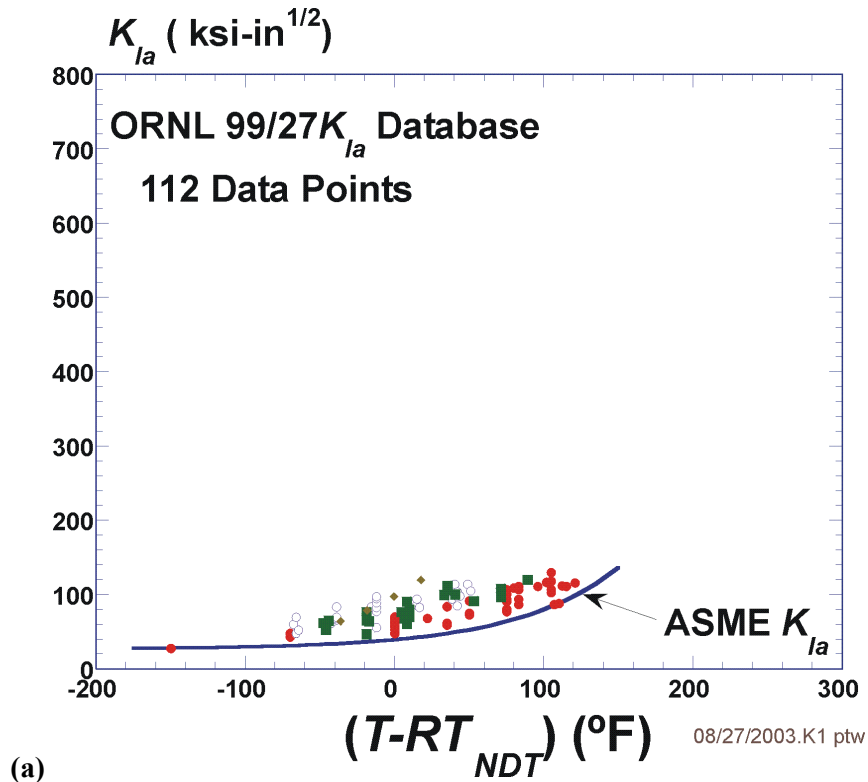 K_Ia ( ksi-in^1/2)
800
700
600
500
400
300
200
100
0
ORNL 99/27K_Ia Database
112 Data Points
ASME K_Ia
-200 -100 0 100 200 300
(T-RT_NDT) (ºF)
08/27/2003.K1 ptw
(a)